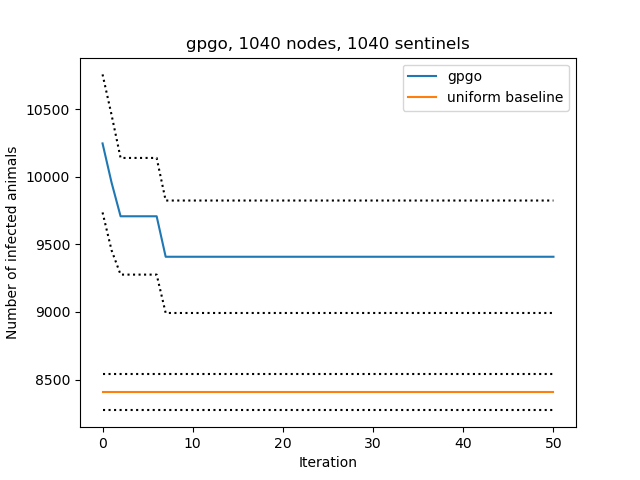 gpgo, 1040 nodes, 1040 sentinels
gpgo
uniform baseline
10500
10000
9500
9000
8500
Number of infected animals
0 10 20 30 40 50
Iteration